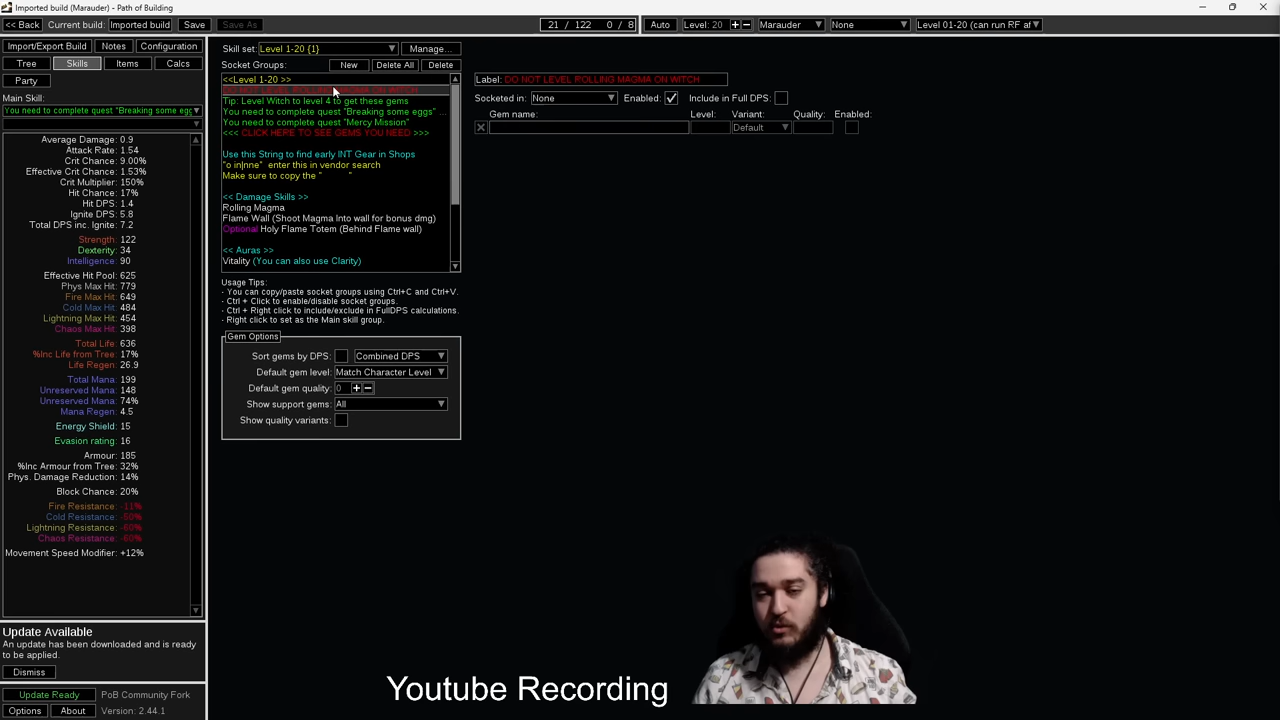 Imported build (Marauder) - Path of Building
<< Back Current build: Imported build Save Save As 21 / 122 0 / 8 Auto Level: 20 + - Marauder None Level 01-20 (can run RF af
Import/Export Build Notes Configuration
Tree Skills Items Calcs
Party
Main Skill:
You need to complete quest "Breaking some egg
Average Damage: 0.9
Attack Rate: 1.54
Crit Chance: 9.00%
Effective Crit Chance: 1.53%
Crit Multiplier: 150%
Hit Chance: 17%
Hit DPS: 1.4
Ignite DPS: 5.8
Total DPS inc. Ignite: 7.2
Strength: 122
Dexterity: 34
Intelligence: 90
Effective Hit Pool: 625
Phys Max Hit: 779
Fire Max Hit: 649
Cold Max Hit: 484
Lightning Max Hit: 454
Chaos Max Hit: 398
Total Life: 636
%Inc Life from Tree: 17%
Life Regen: 26.9
Total Mana: 199
Unreserved Mana: 148
Unreserved Mana: 74%
Mana Regen: 4.5
Energy Shield: 15
Evasion rating: 16
Armour: 185
%Inc Armour from Tree: 32%
Phys. Damage Reduction: 14%
Block Chance: 20%
Fire Resistance: -11%
Cold Resistance: -50%
Lightning Resistance: -60%
Chaos Resistance: -60%
Movement Speed Modifier: +12%
Update Available
An update has been downloaded and is ready
to be applied.
Dismiss
Update Ready PoB Community Fork
Options About Version: 2.44.1
Skill set: Level 1-20 {1} Manage...
Socket Groups: New Delete All Delete
<<Level 1-20 >>
DO NOT LEVEL ROLLING MAGMA ON WITCH
Tip: Level Witch to level 4 to get these gems
You need to complete quest "Breaking some eggs" ...
You need to complete quest "Mercy Mission"
<<< CLICK HERE TO SEE GEMS YOU NEED >>>
Use this String to find early INT Gear in Shops
"o in|nne" enter this in vendor search
Make sure to copy the " "
<< Damage Skills >>
Rolling Magma
Flame Wall (Shoot Magma Into wall for bonus dmg)
Optional Holy Flame Totem (Behind Flame wall)
<< Auras >>
Vitality (You can also use Clarity)
Usage Tips:
- You can copy/paste socket groups using Ctrl+C and Ctrl+V.
- Ctrl + Click to enable/disable socket groups.
- Ctrl + Right click to include/exclude in FullDPS calculations.
- Right click to set as the Main skill group.
Gem Options
Sort gems by DPS: Combined DPS
Default gem level: Match Character Level
Default gem quality: 0 + -
Show support gems: All
Show quality variants:
Label: DO NOT LEVEL ROLLING MAGMA ON WITCH
Socketed in: None Enabled: Include in Full DPS:
Gem name: Level: Variant: Quality: Enabled:
Default
Youtube Recording